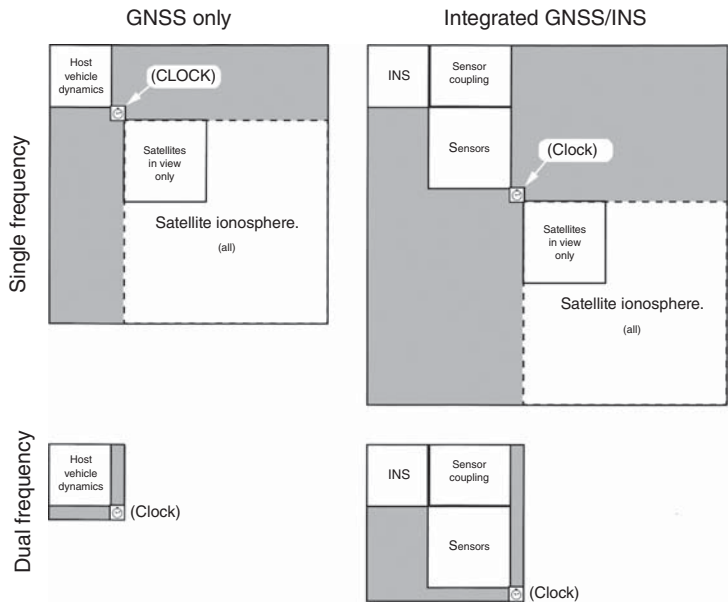 GNSS only
Integrated GNSS/INS
Single frequency
Host
vehicle
dynamics
(CLOCK)
Satellites
in view
only
Satellite ionosphere.
(all)
INS
Sensor
coupling
Sensors
(Clock)
Satellites
in view
only
Satellite ionosphere.
(all)
Dual frequency
Host
vehicle
dynamics
(Clock)
INS
Sensor
coupling
Sensors
(Clock)